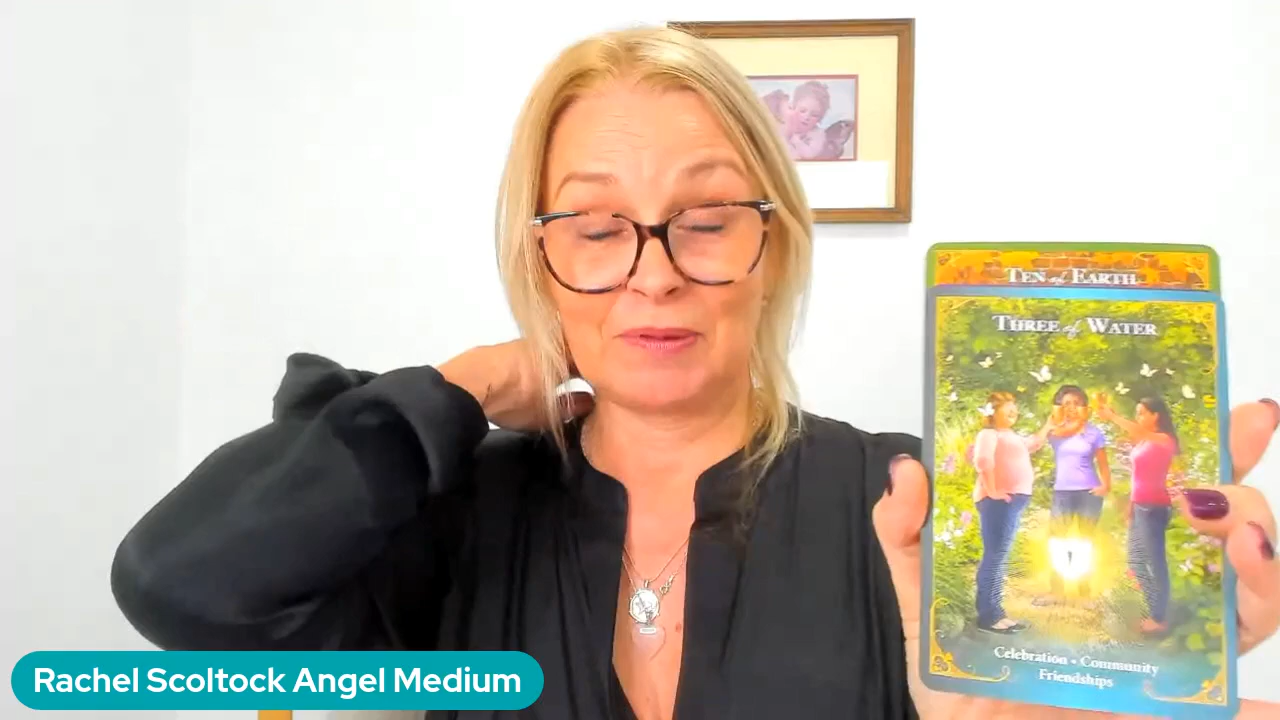 Ten of Earth
Three of Water
Celebration • Community
Friendships
Rachel Scoltock Angel Medium